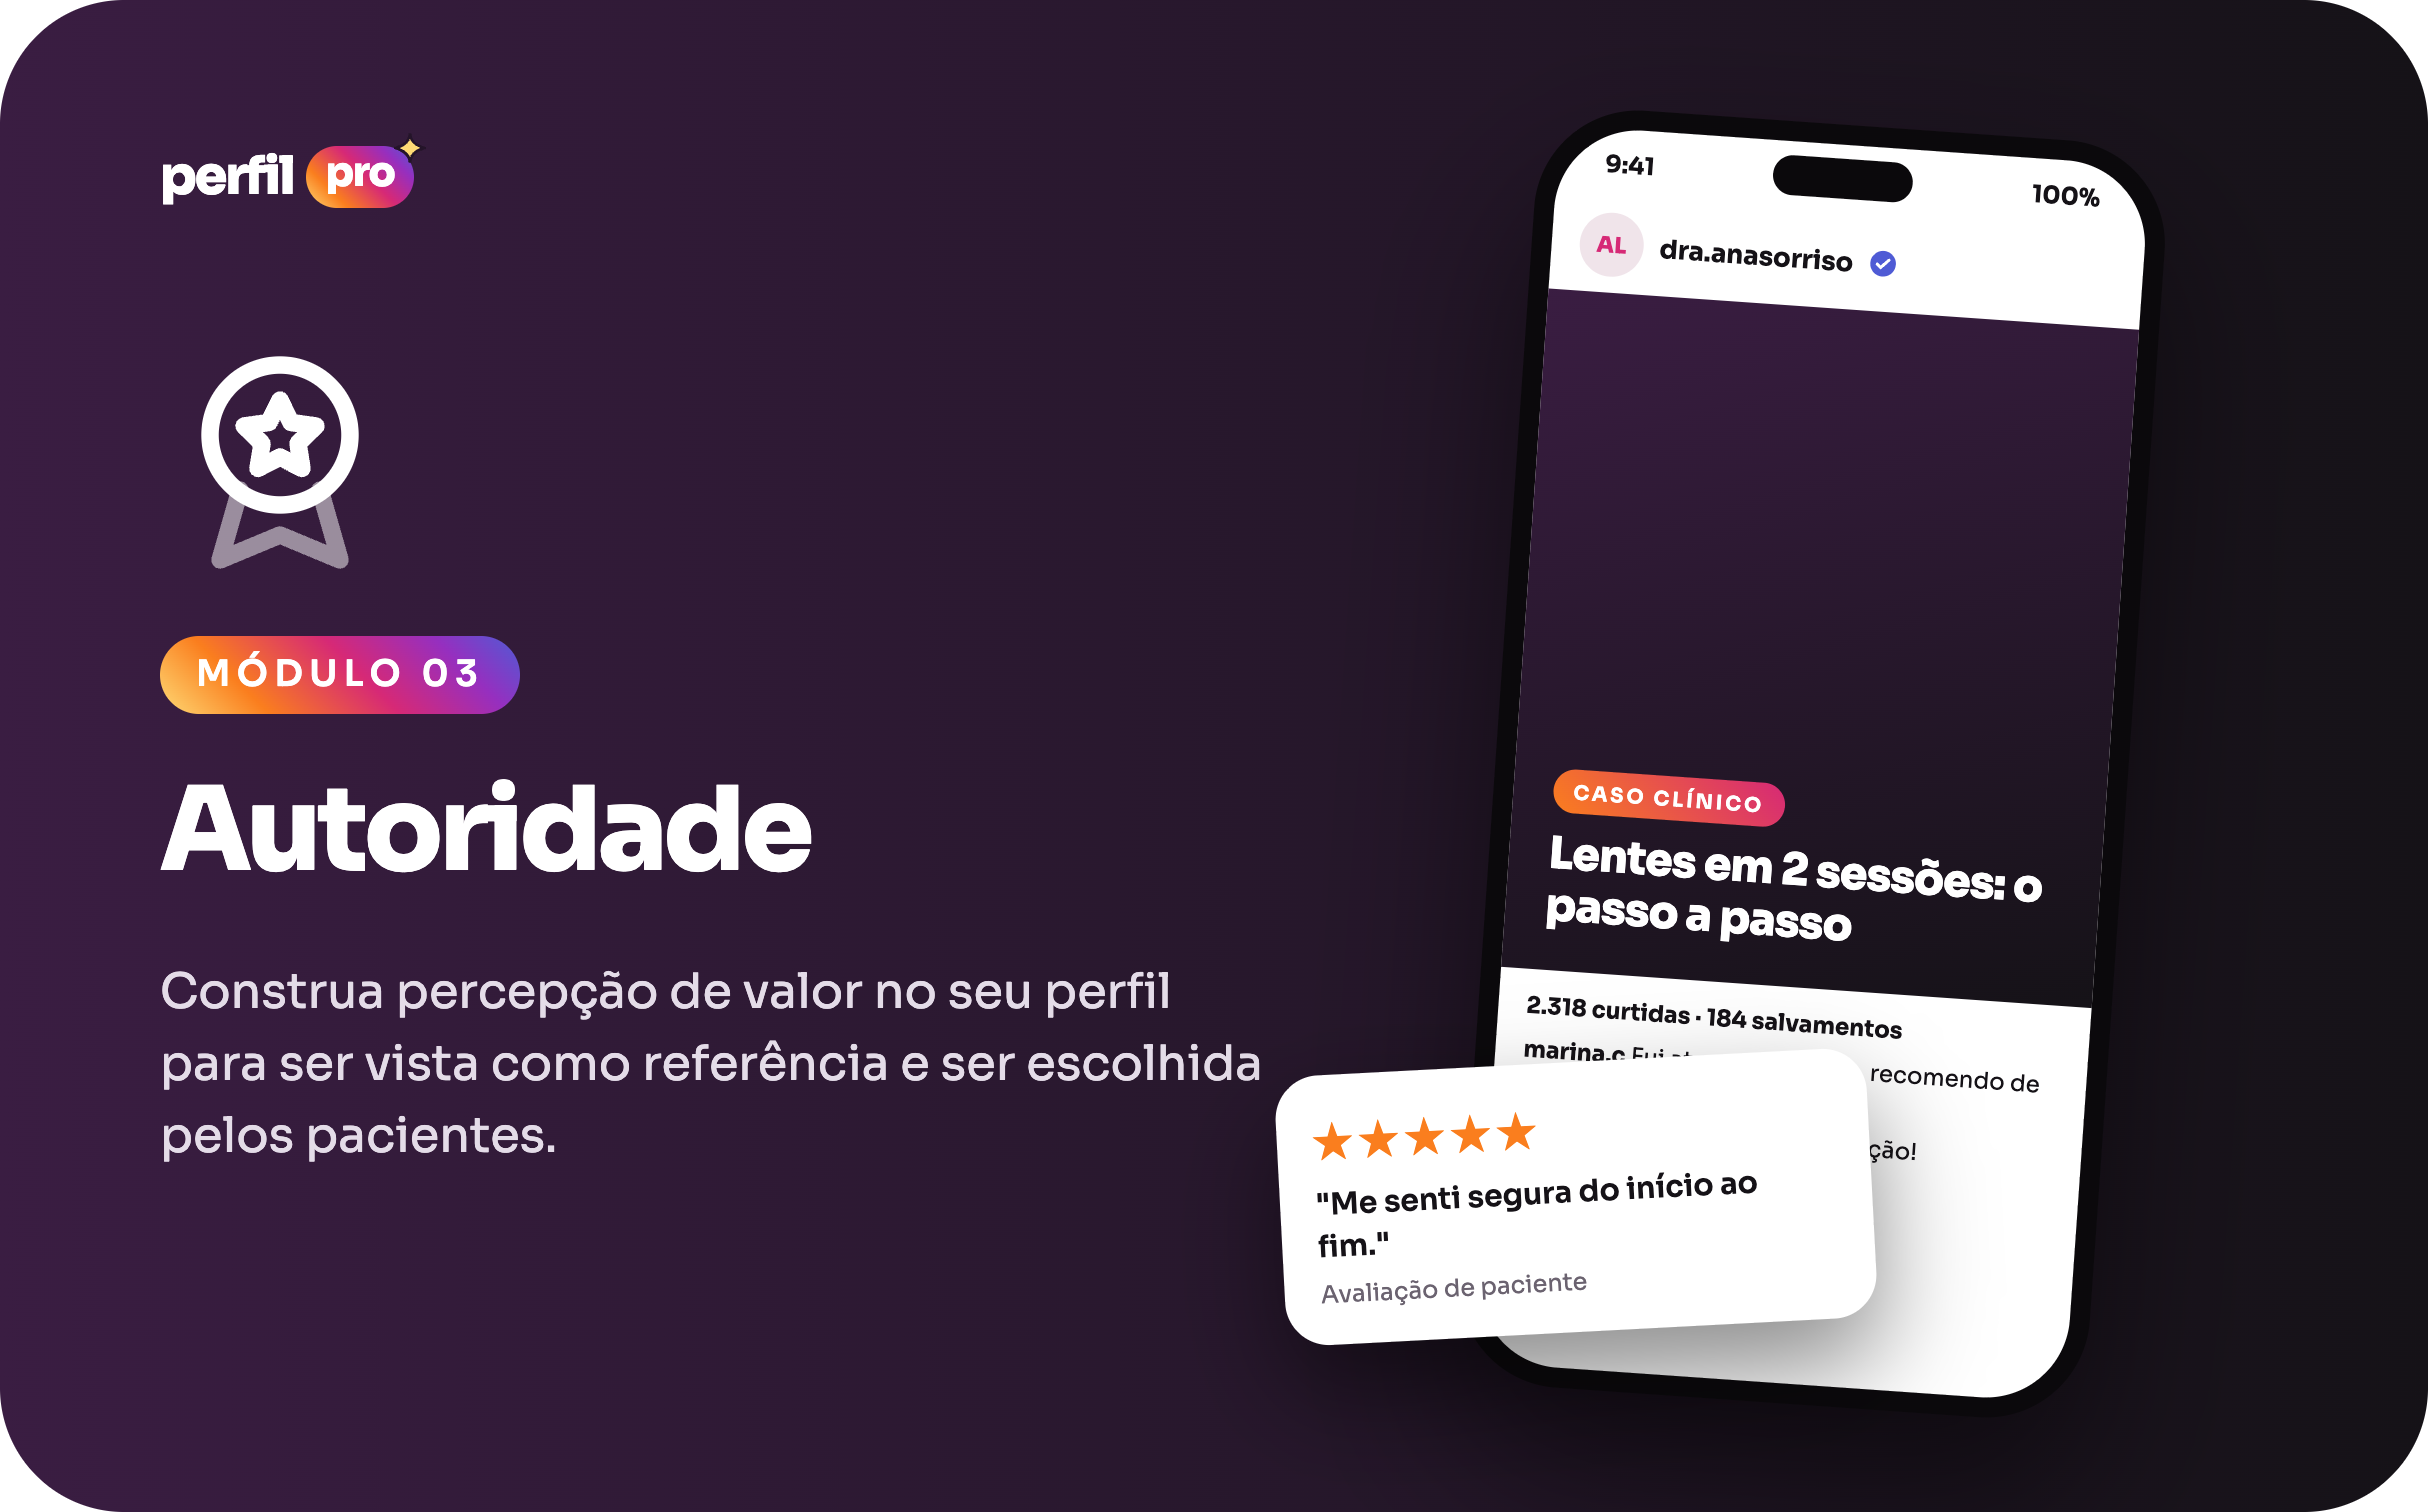 perfil pro
MÓDULO 03
Autoridade
Construa percepção de valor no seu perfil
para ser vista como referência e ser escolhida
pelos pacientes.
9:41
100%
AL
dra.anasorriso
CASO CLÍNICO
Lentes em 2 sessões: o
passo a passo
2.318 curtidas · 184 salvamentos
marina.c Fui recomendo de
ção!
★★★★★
"Me senti segura do início ao
fim."
Avaliação de paciente